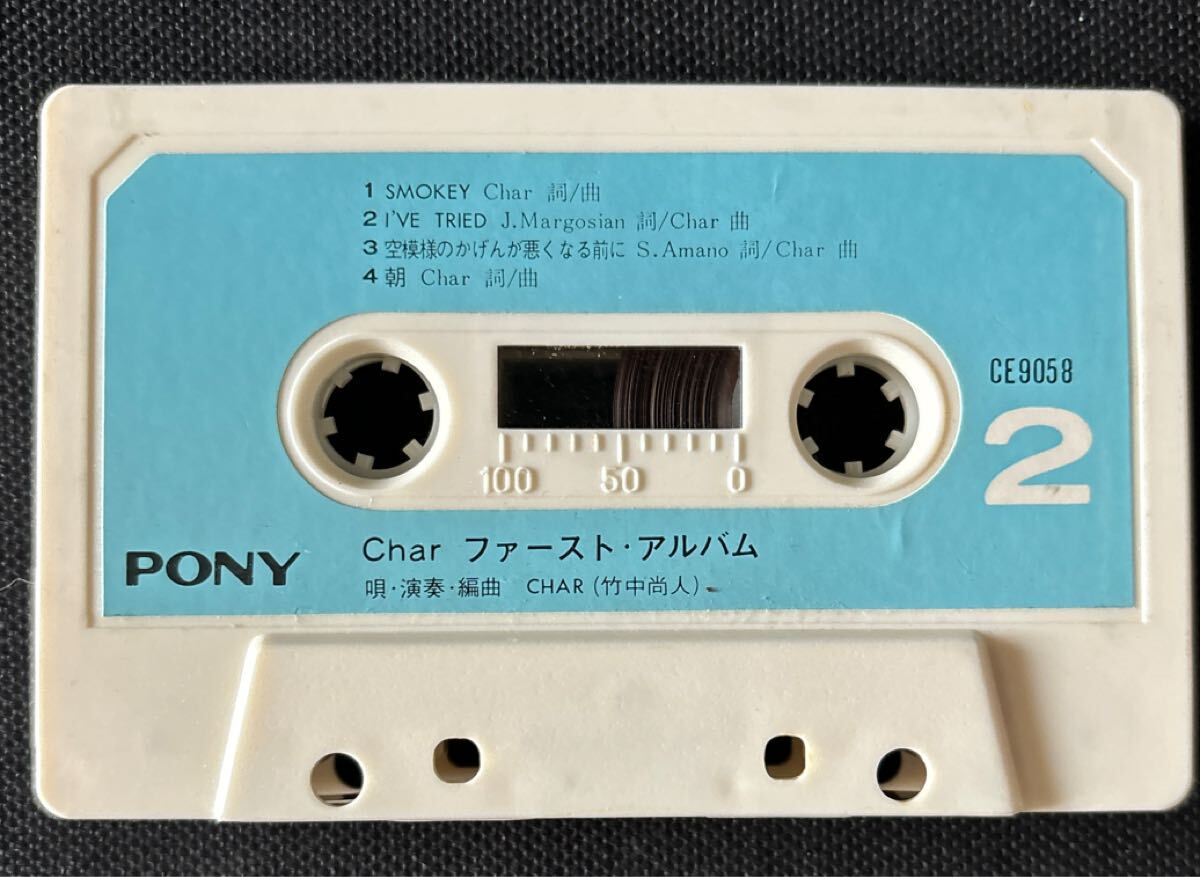 1 SMOKEY Char 詞/曲
2 I'VE TRIED J.Margosian 詞/Char 曲
3 空模様のかげんが悪くなる前に S.Amano 詞/Char 曲
4 朝 Char 詞/曲
CE9058
2
100 50 0
PONY
Char ファースト・アルバム
唄・演奏・編曲 CHAR (竹中尚人)